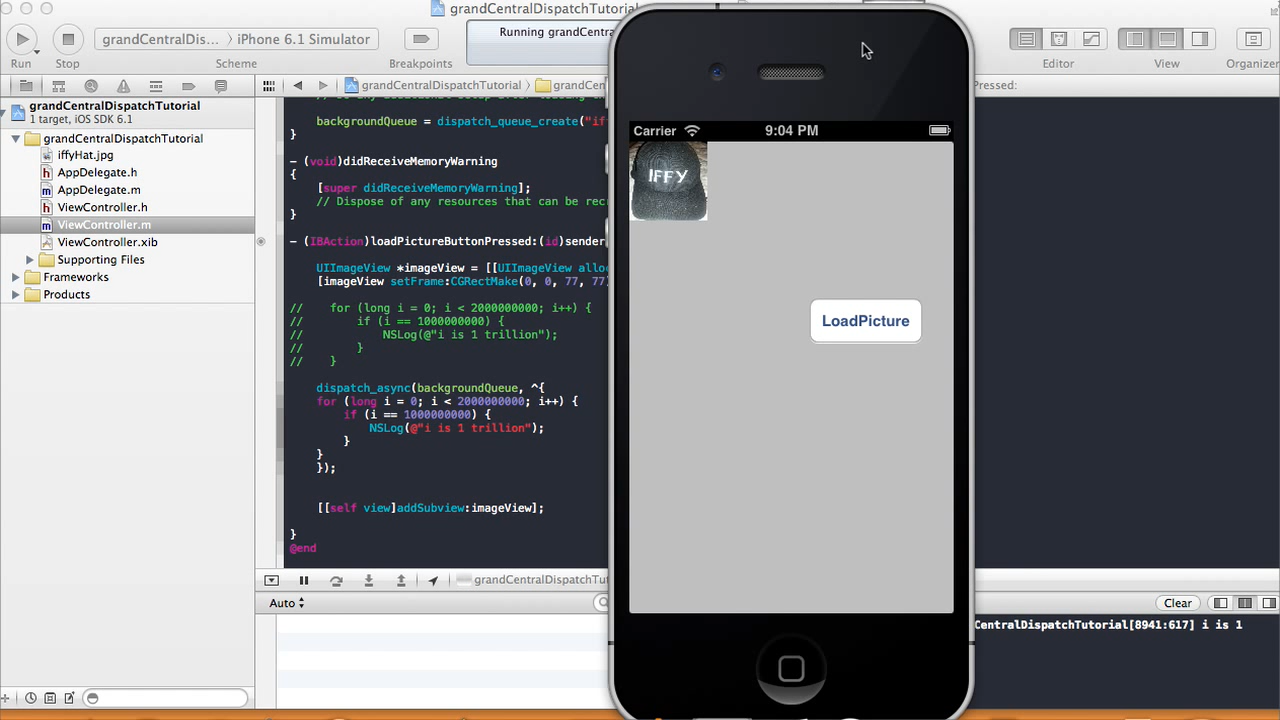 grandCentralDispatchTutorial
grandCentralDis... iPhone 6.1 Simulator
Running grandCentra
Run Stop Scheme Breakpoints Editor View Organizer
grandCentralDispatchTutorial grandCen Pressed:
grandCentralDispatchTutorial
1 target, iOS SDK 6.1
grandCentralDispatchTutorial
iffyHat.jpg
AppDelegate.h
AppDelegate.m
ViewController.h
ViewController.m
ViewController.xib
Supporting Files
Frameworks
Products
backgroundQueue = dispatch_queue_create("iff
}
- (void)didReceiveMemoryWarning
{
[super didReceiveMemoryWarning];
// Dispose of any resources that can be recr
}
- (IBAction)loadPictureButtonPressed:(id)sender
UIImageView *imageView = [[UIImageView alloc
[imageView setFrame:CGRectMake(0, 0, 77, 77)
// for (long i = 0; i < 2000000000; i++) {
// if (i == 1000000000) {
// NSLog(@"i is 1 trillion");
// }
// }
dispatch_async(backgroundQueue, ^{
for (long i = 0; i < 2000000000; i++) {
if (i == 1000000000) {
NSLog(@"i is 1 trillion");
}
}
});
[[self view]addSubview:imageView];
}
@end
grandCentralDispatchTut
Auto
Clear
CentralDispatchTutorial[8941:617] i is 1
Carrier 9:04 PM
IFFY
LoadPicture